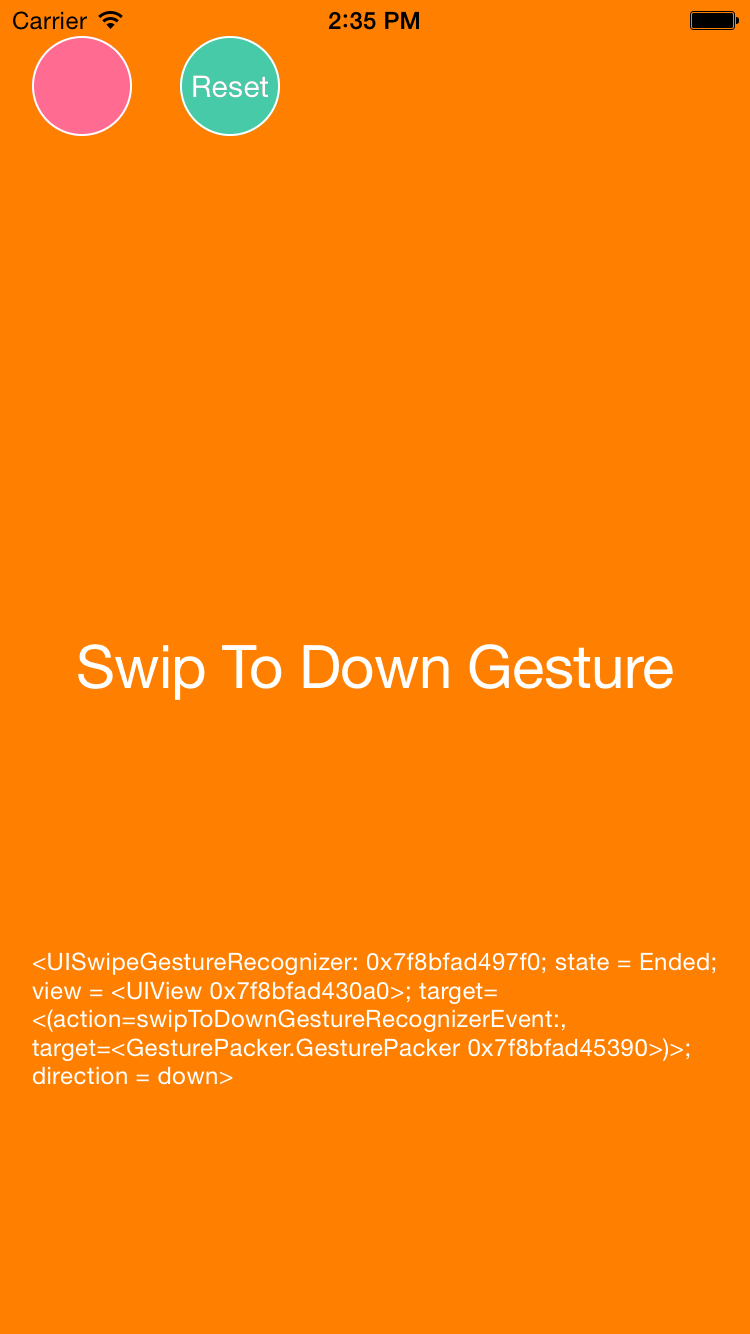 Carrier 2:35 PM
Reset
Swip To Down Gesture
<UISwipeGestureRecognizer: 0x7f8bfad497f0; state = Ended;
view = <UIView 0x7f8bfad430a0>; target=
<(action=swipToDownGestureRecognizerEvent:,
target=<GesturePacker.GesturePacker 0x7f8bfad45390>)>;
direction = down>